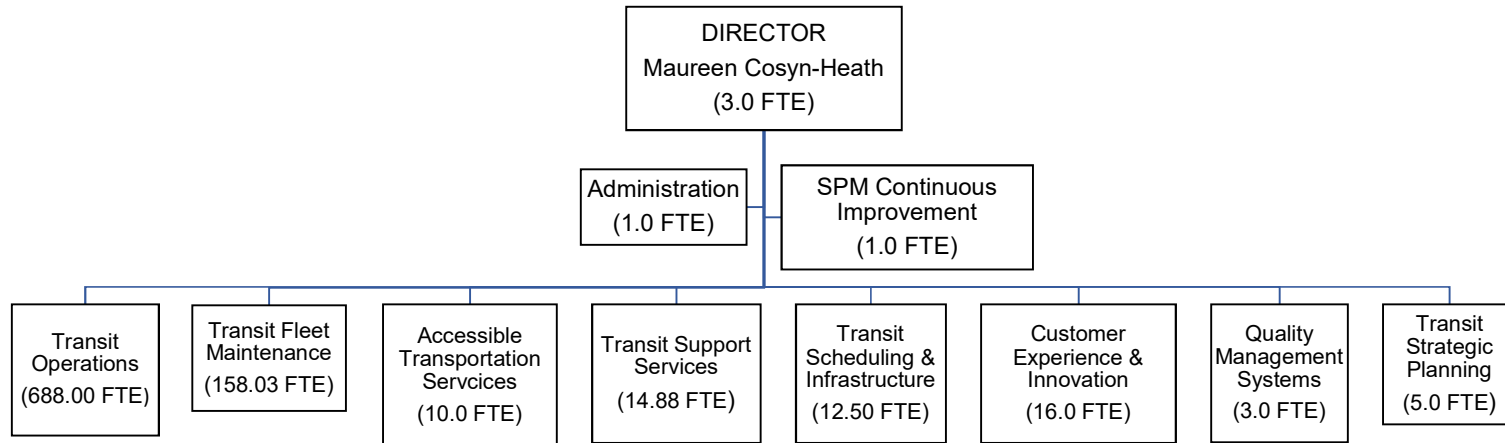 DIRECTOR
Maureen Cosyn-Heath
(3.0 FTE)
Administration
(1.0 FTE)
SPM Continuous
Improvement
(1.0 FTE)
Transit
Operations
(688.00 FTE)
Transit Fleet
Maintenance
(158.03 FTE)
Accessible
Transportation
Servcices
(10.0 FTE)
Transit Support
Services
(14.88 FTE)
Transit
Scheduling &
Infrastructure
(12.50 FTE)
Customer
Experience &
Innovation
(16.0 FTE)
Quality
Management
Systems
(3.0 FTE)
Transit
Strategic
Planning
(5.0 FTE)